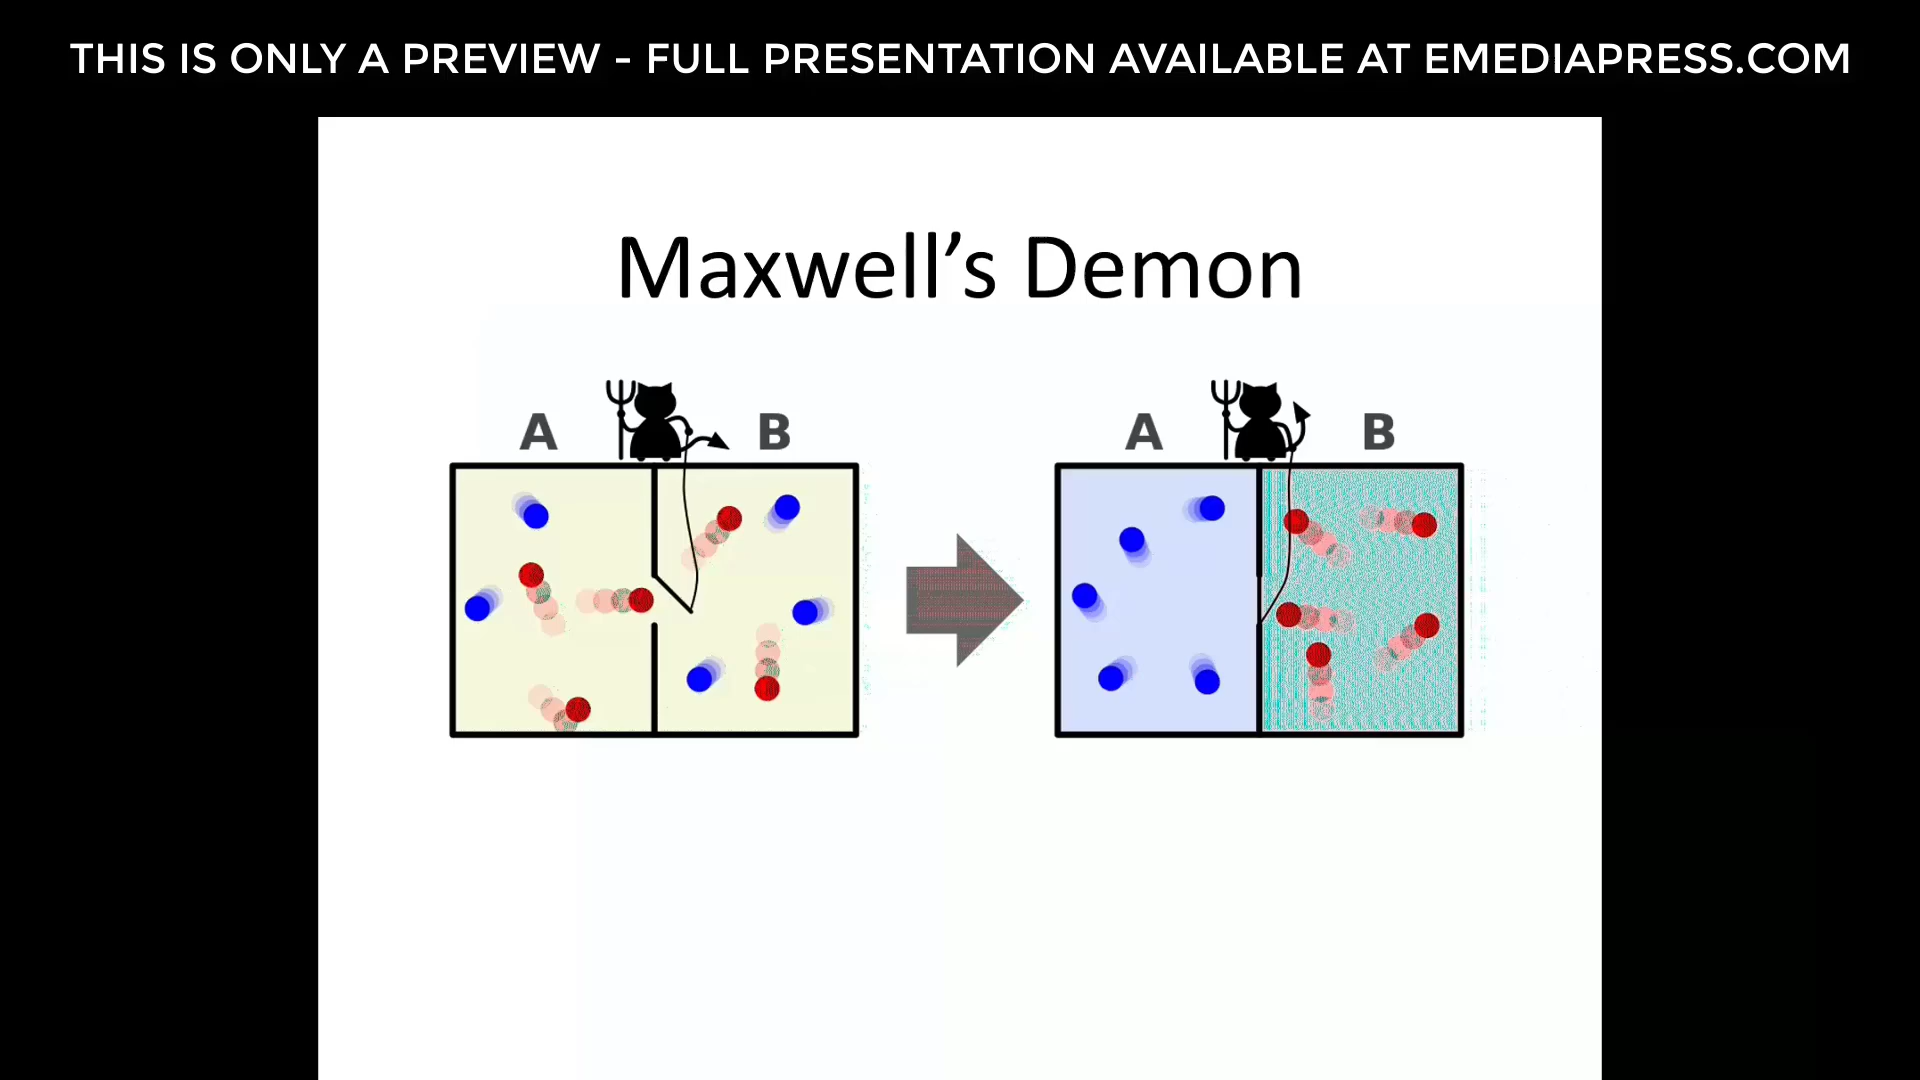 THIS IS ONLY A PREVIEW - FULL PRESENTATION AVAILABLE AT EMEDIAPRESS.COM
Maxwell’s Demon
A B A B